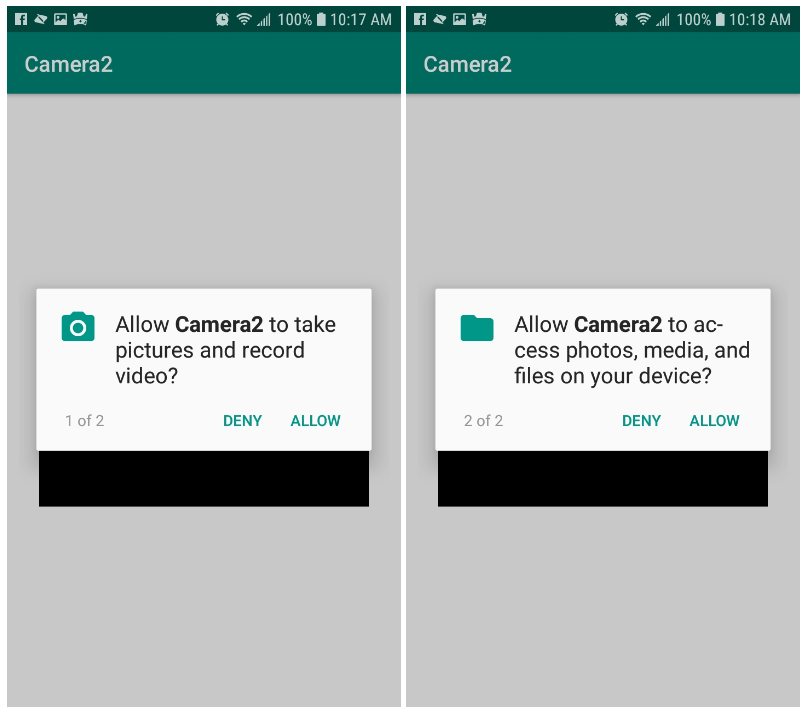 100% 10:17 AM
Camera2
Allow Camera2 to take
pictures and record
video?
1 of 2 DENY ALLOW
100% 10:18 AM
Camera2
Allow Camera2 to ac-
cess photos, media, and
files on your device?
2 of 2 DENY ALLOW